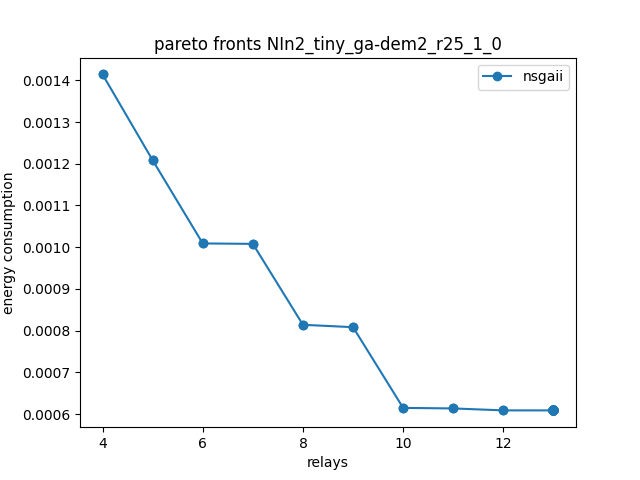 pareto fronts NIn2_tiny_ga-dem2_r25_1_0
nsgaii
energy consumption
0.0014
0.0013
0.0012
0.0011
0.0010
0.0009
0.0008
0.0007
0.0006
4 6 8 10 12
relays